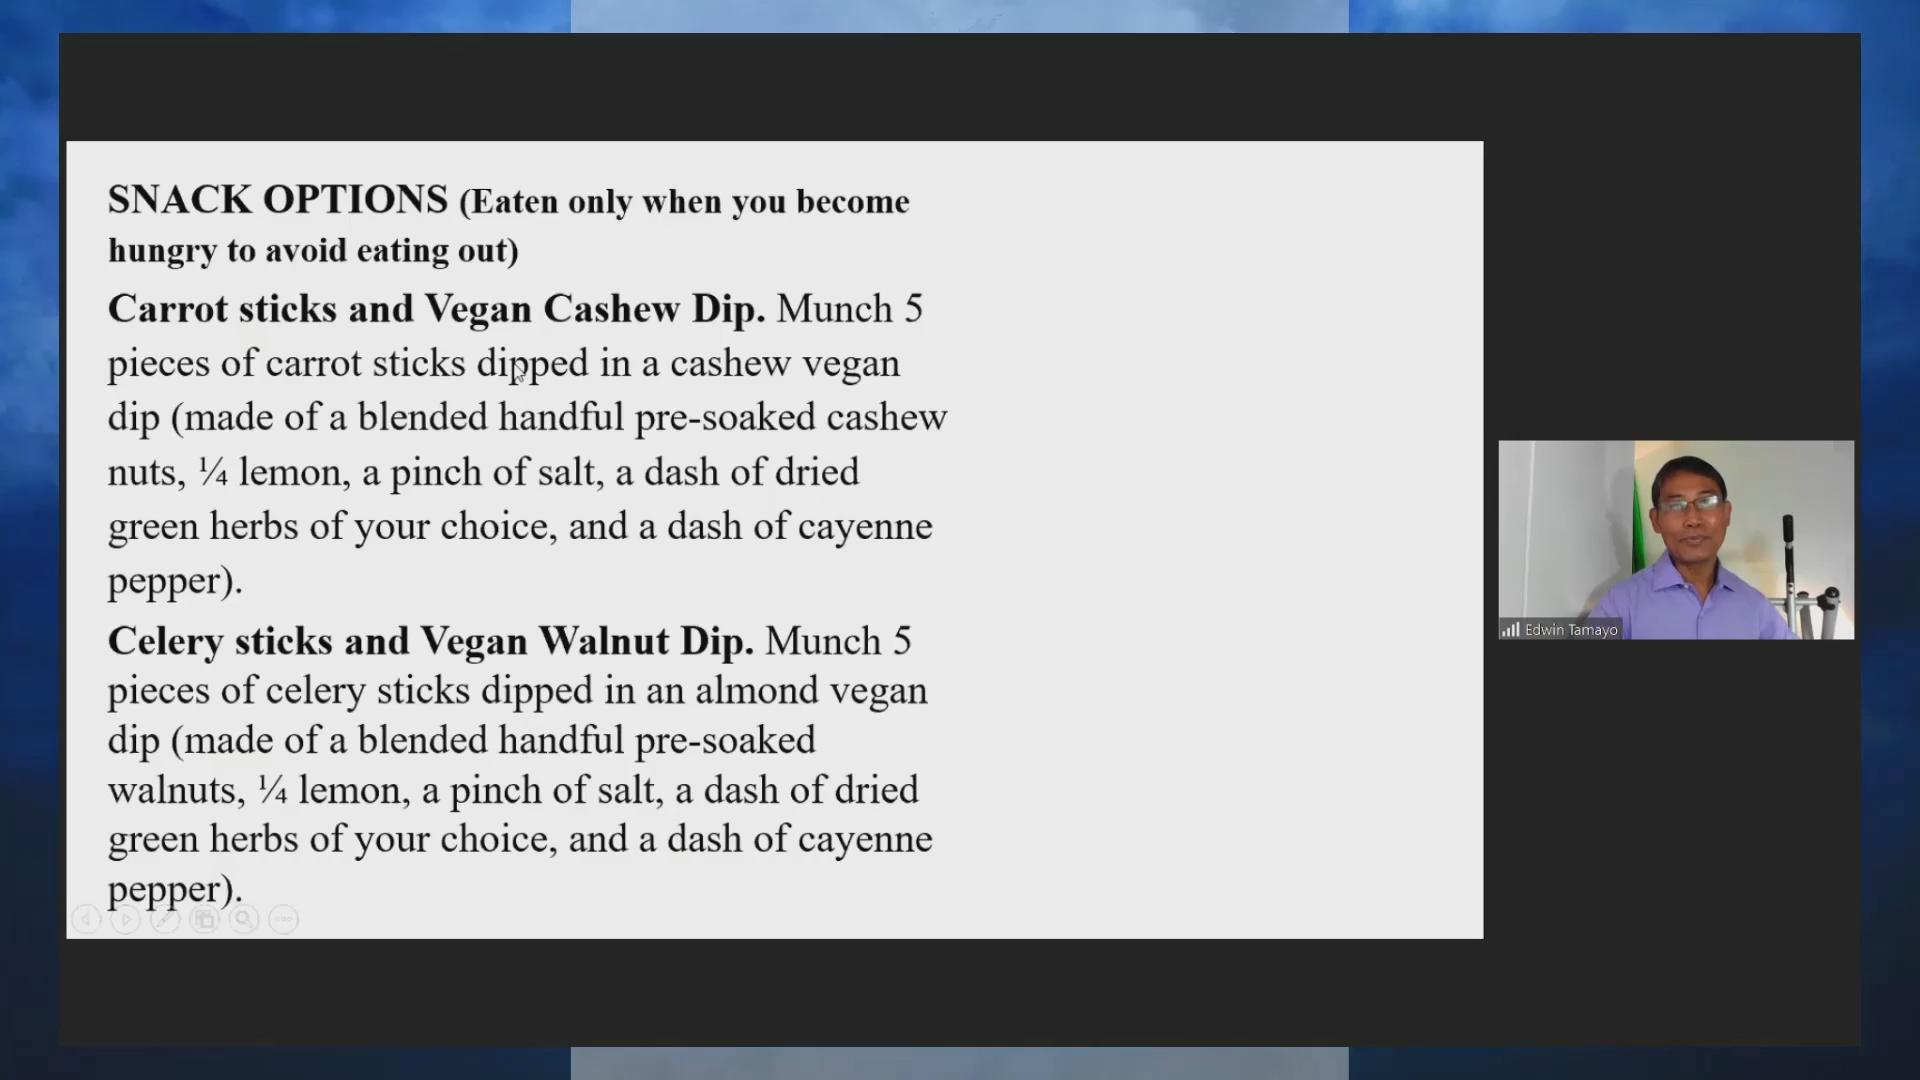 SNACK OPTIONS (Eaten only when you become
hungry to avoid eating out)
Carrot sticks and Vegan Cashew Dip. Munch 5
pieces of carrot sticks dipped in a cashew vegan
dip (made of a blended handful pre-soaked cashew
nuts, ¼ lemon, a pinch of salt, a dash of dried
green herbs of your choice, and a dash of cayenne
pepper).
Celery sticks and Vegan Walnut Dip. Munch 5
pieces of celery sticks dipped in an almond vegan
dip (made of a blended handful pre-soaked
walnuts, ¼ lemon, a pinch of salt, a dash of dried
green herbs of your choice, and a dash of cayenne
pepper).
Edwin Tamayo